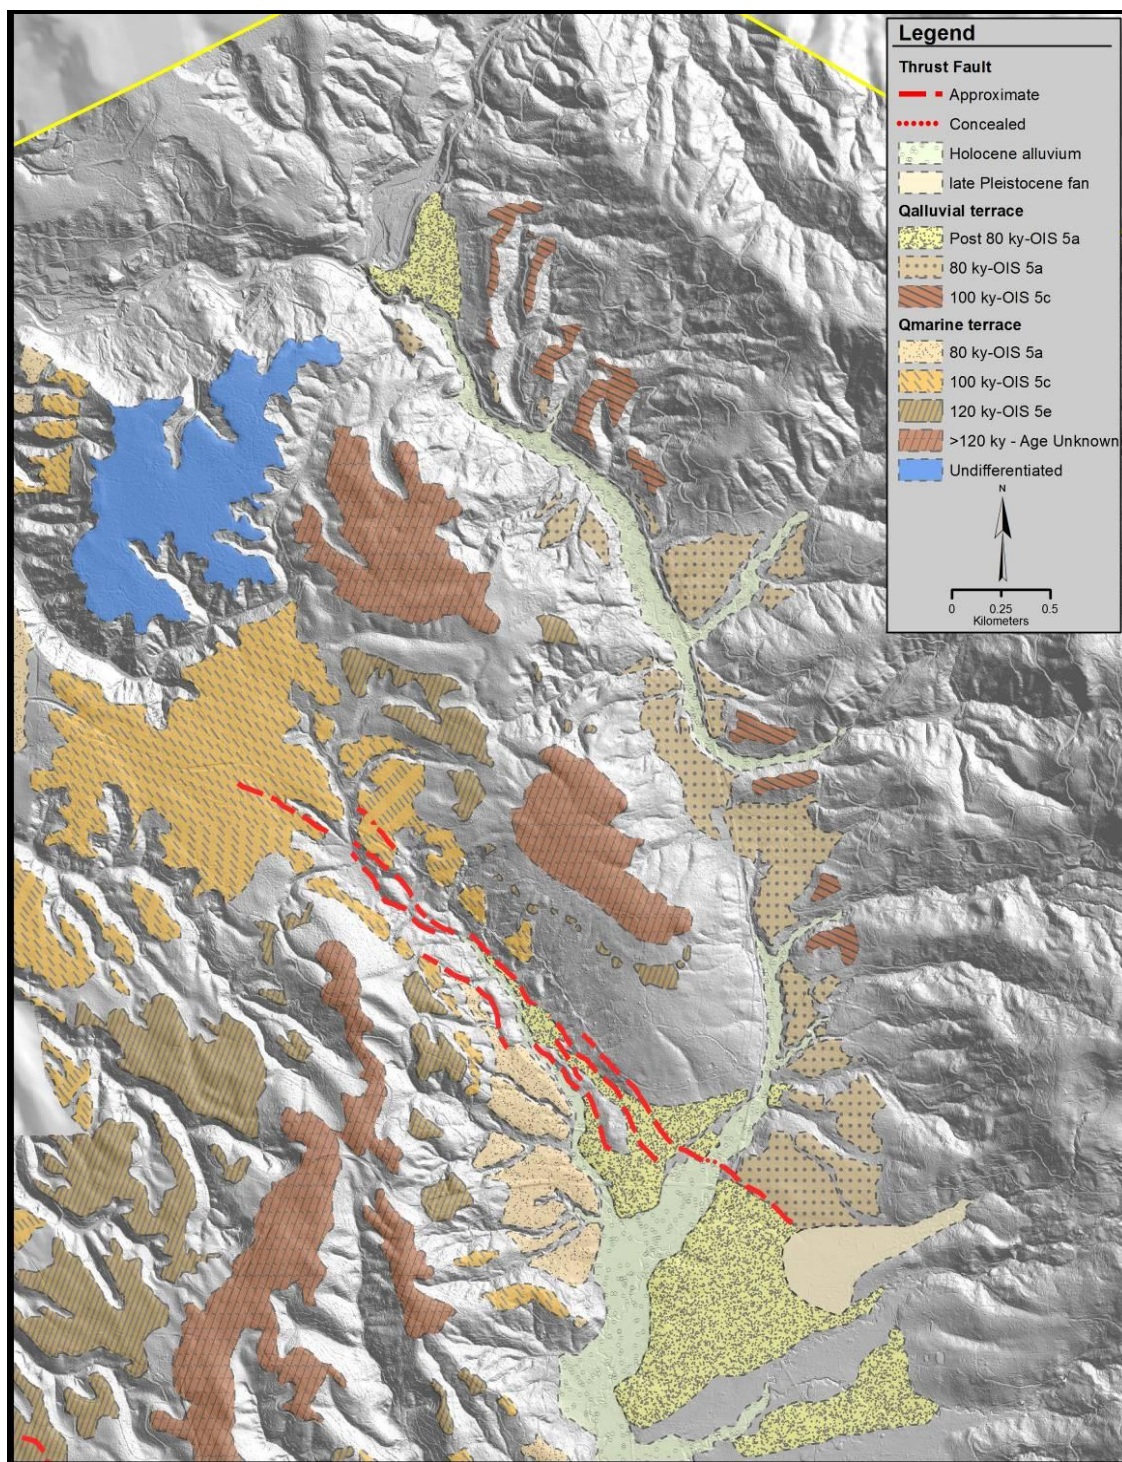 Legend
Thrust Fault
Approximate
Concealed
Holocene alluvium
late Pleistocene fan
Qalluvial terrace
Post 80 ky-OIS 5a
80 ky-OIS 5a
100 ky-OIS 5c
Qmarine terrace
80 ky-OIS 5a
100 ky-OIS 5c
120 ky-OIS 5e
>120 ky - Age Unknown
Undifferentiated
N
0 0.25 0.5
Kilometers